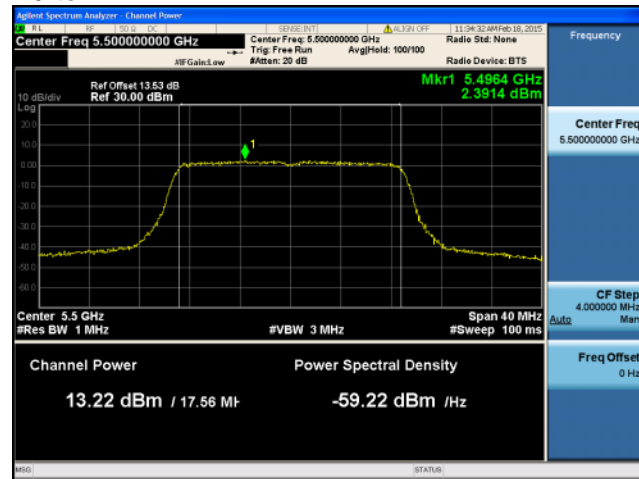 Agilent Spectrum Analyzer - Channel Power
RL RF 50 Ω DC SENSE:INT ALIGN OFF 11:34:32 AM Feb 18, 2015
Center Freq 5.500000000 GHz Center Freq: 5.500000000 GHz Radio Std: None Frequency
Trig: Free Run Avg|Hold: 100/100
#IFGain:Low #Atten: 20 dB Radio Device: BTS
Ref Offset 13.53 dB Mkr1 5.4964 GHz
10 dB/div Ref 30.00 dBm 2.3914 dBm
Log
20.0
10.0
0.00
-10.0
-20.0
-30.0
-40.0
-50.0
-60.0
1
Center Freq
5.500000000 GHz
Center 5.5 GHz Span 40 MHz
#Res BW 1 MHz #VBW 3 MHz #Sweep 100 ms
CF Step
4.000000 MHz
Auto Man
Channel Power Power Spectral Density
13.22 dBm / 17.56 MH -59.22 dBm /Hz
Freq Offset
0 Hz
MSG STATUS